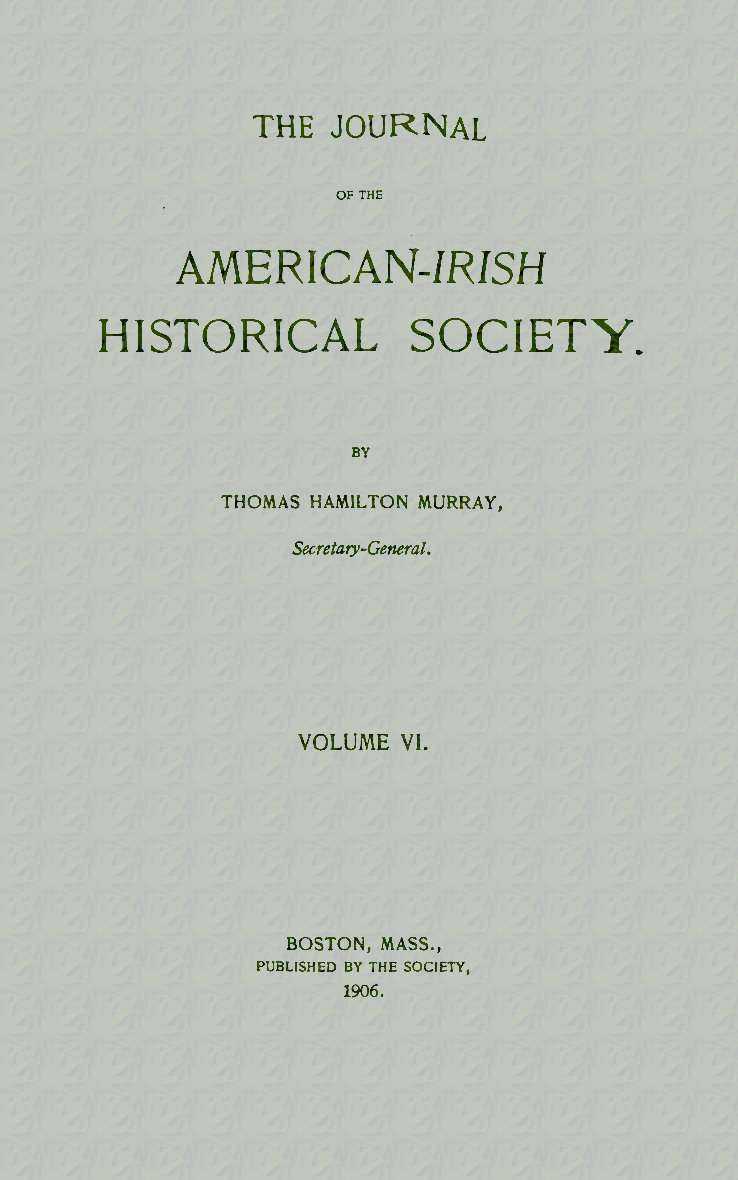 THE JOURNAL
OF THE
AMERICAN-IRISH
HISTORICAL SOCIETY.
BY
THOMAS HAMILTON MURRAY,
Secretary-General.
VOLUME VI.
BOSTON, MASS.,
PUBLISHED BY THE SOCIETY,
1906.